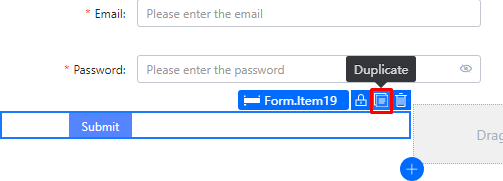 * Email:
Please enter the email
Duplicate
* Password:
Please enter the password
Form.Item19
Submit
Drag